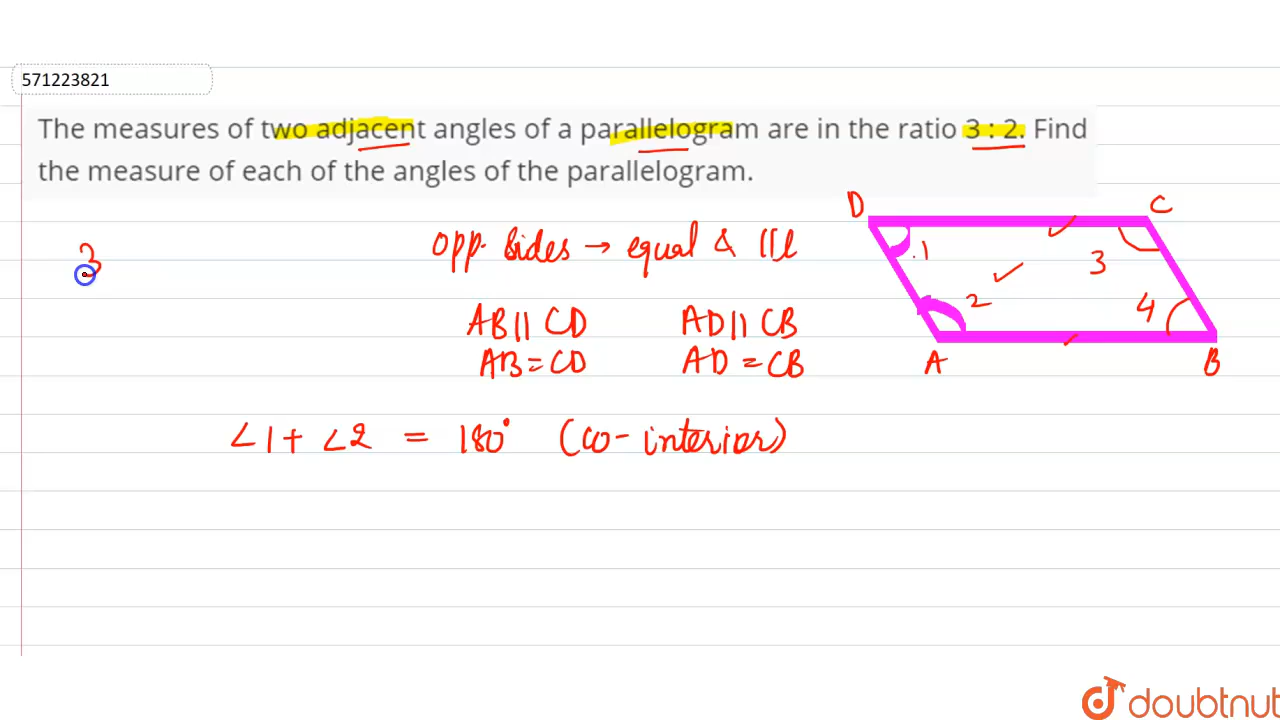 571223821
The measures of two adjacent angles of a parallelogram are in the ratio 3 : 2. Find
the measure of each of the angles of the parallelogram.
D C
3
opp. sides → equal & ||l
1 3
2 4
AB || CD AD || CB
AB = CD AD = CB
A B
∠1 + ∠2 = 180° (co-interior)
doubtnut